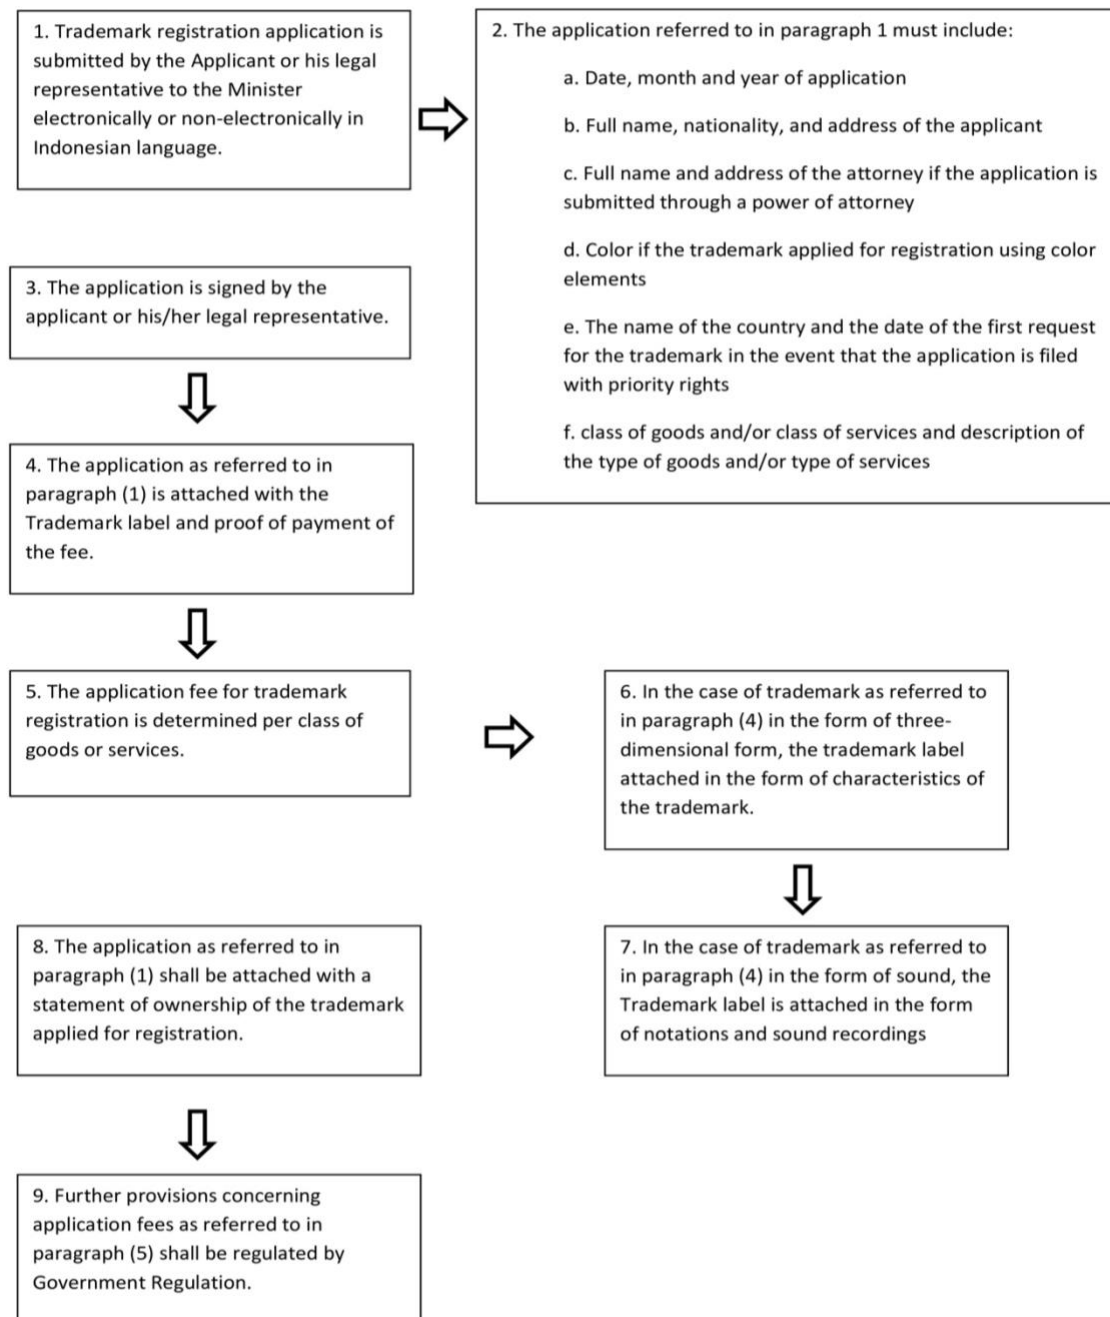 1. Trademark registration application is
submitted by the Applicant or his legal
representative to the Minister
electronically or non-electronically in
Indonesian language.
2. The application referred to in paragraph 1 must include:
a. Date, month and year of application
b. Full name, nationality, and address of the applicant
c. Full name and address of the attorney if the application is
submitted through a power of attorney
d. Color if the trademark applied for registration using color
elements
e. The name of the country and the date of the first request
for the trademark in the event that the application is filed
with priority rights
f. class of goods and/or class of services and description of
the type of goods and/or type of services
3. The application is signed by the
applicant or his/her legal representative.
4. The application as referred to in
paragraph (1) is attached with the
Trademark label and proof of payment of
the fee.
5. The application fee for trademark
registration is determined per class of
goods or services.
6. In the case of trademark as referred to
in paragraph (4) in the form of three-
dimensional form, the trademark label
attached in the form of characteristics of
the trademark.
7. In the case of trademark as referred to
in paragraph (4) in the form of sound, the
Trademark label is attached in the form
of notations and sound recordings
8. The application as referred to in
paragraph (1) shall be attached with a
statement of ownership of the trademark
applied for registration.
9. Further provisions concerning
application fees as referred to in
paragraph (5) shall be regulated by
Government Regulation.